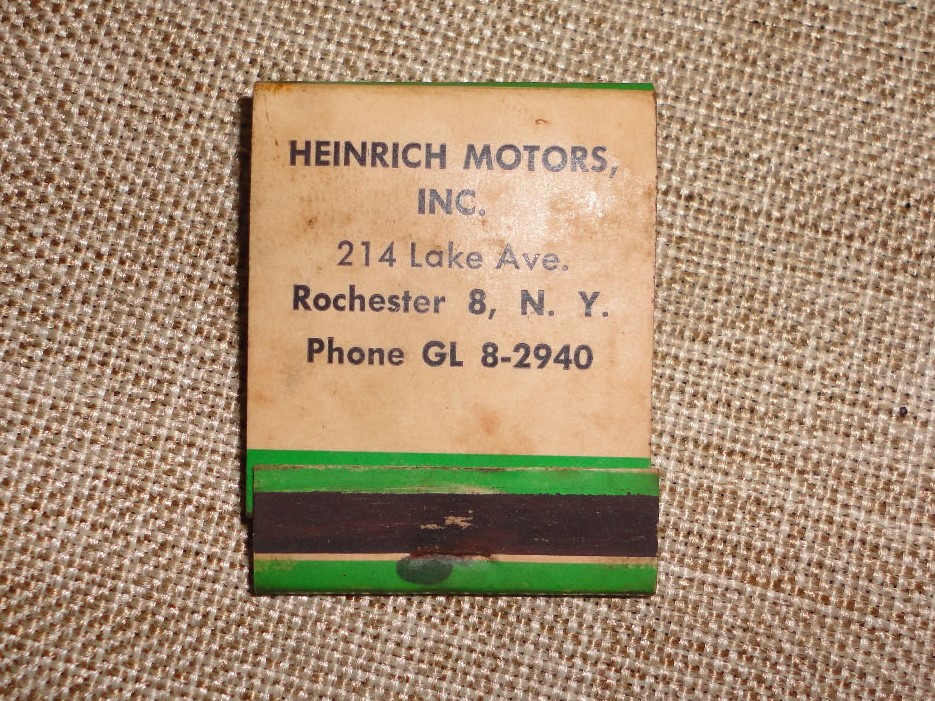 HEINRICH MOTORS,
INC.
214 Lake Ave.
Rochester 8, N. Y.
Phone GL 8-2940